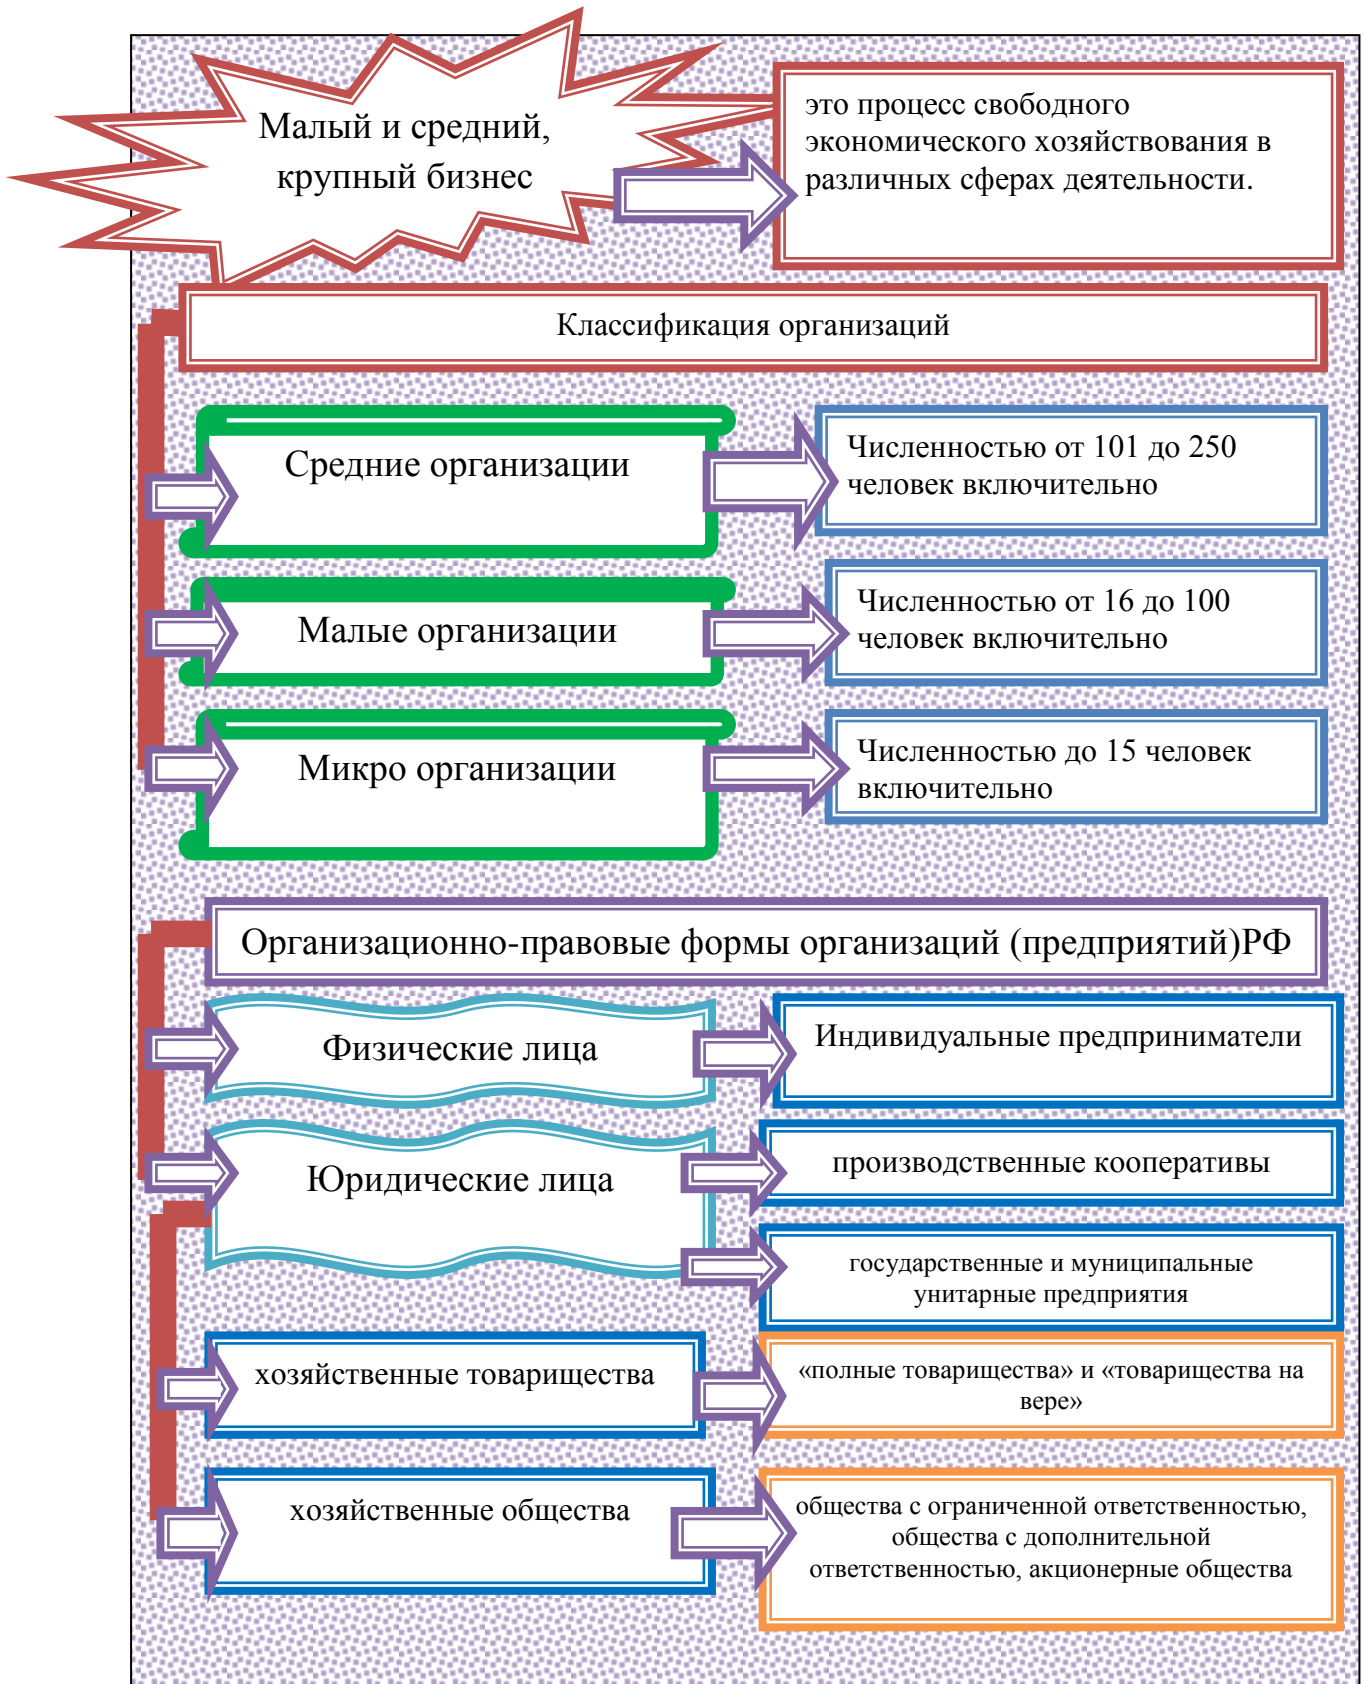 Малый и средний,
крупный бизнес
это процесс свободного
экономического хозяйствования в
различных сферах деятельности.
Классификация организаций
Средние организации
Численностью от 101 до 250
человек включительно
Малые организации
Численностью от 16 до 100
человек включительно
Микро организации
Численностью до 15 человек
включительно
Организационно-правовые формы организаций (предприятий)РФ
Физические лица
Индивидуальные предприниматели
Юридические лица
производственные кооперативы
государственные и муниципальные
унитарные предприятия
хозяйственные товарищества
«полные товарищества» и «товарищества на
вере»
хозяйственные общества
общества с ограниченной ответственностью,
общества с дополнительной
ответственностью, акционерные общества